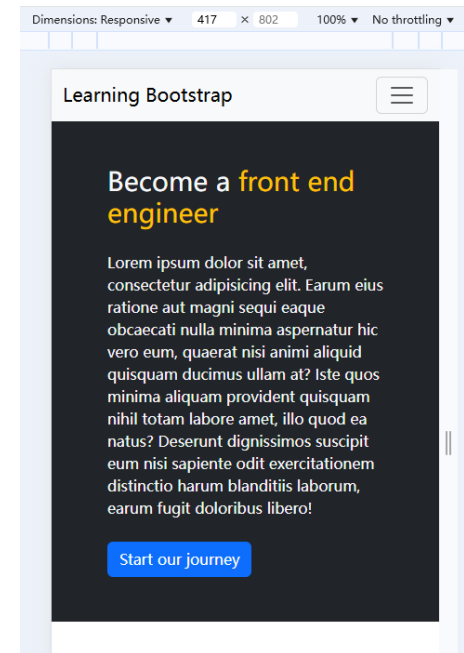 Dimensions: Responsive ▼ 417 × 802 100% ▼ No throttling ▼
Learning Bootstrap
Become a front end
engineer
Lorem ipsum dolor sit amet,
consectetur adipisicing elit. Earum eius
ratione aut magni sequi eaque
obcaecati nulla minima aspernatur hic
vero eum, quaerat nisi animi aliquid
quisquam ducimus ullam at? Iste quos
minima aliquam provident quisquam
nihil totam labore amet, illo quod ea
natus? Deserunt dignissimos suscipit
eum nisi sapiente odit exercitationem
distinctio harum blanditiis laborum,
earum fugit doloribus libero!
Start our journey